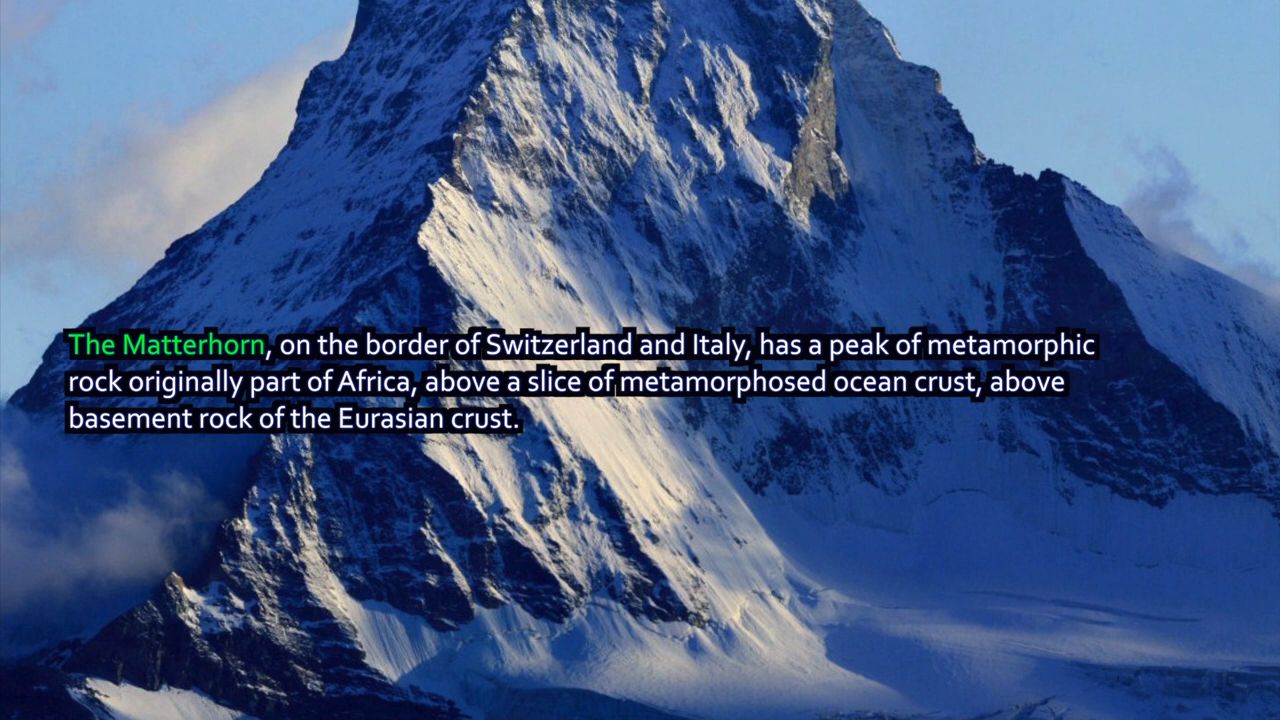 The Matterhorn, on the border of Switzerland and Italy, has a peak of metamorphic
rock originally part of Africa, above a slice of metamorphosed ocean crust, above
basement rock of the Eurasian crust.